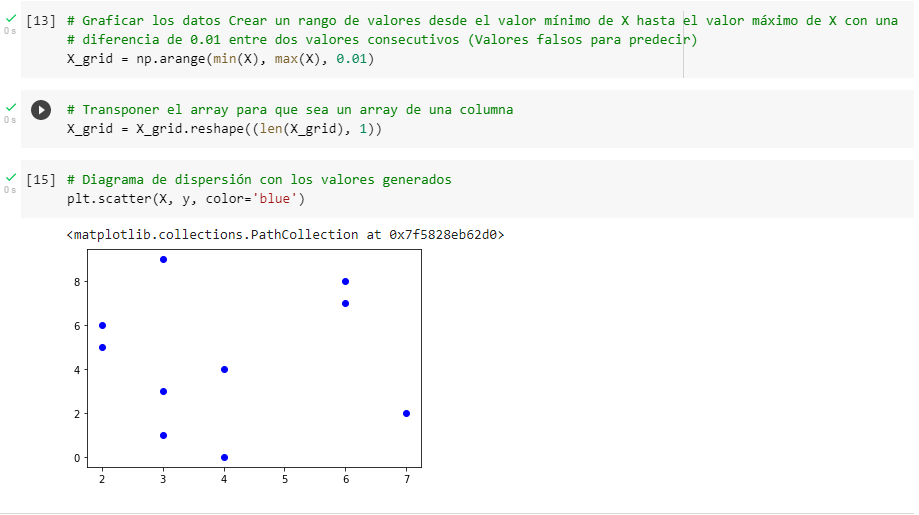 [13] # Graficar los datos Crear un rango de valores desde el valor mínimo de X hasta el valor máximo de X con una
0 s
# diferencia de 0.01 entre dos valores consecutivos (Valores falsos para predecir)
X_grid = np.arange(min(X), max(X), 0.01)
# Transponer el array para que sea un array de una columna
0 s
X_grid = X_grid.reshape((len(X_grid), 1))
[15] # Diagrama de dispersión con los valores generados
0 s
plt.scatter(X, y, color='blue')
<matplotlib.collections.PathCollection at 0x7f5828eb62d0>
8
6
4
2
0
2 3 4 5 6 7